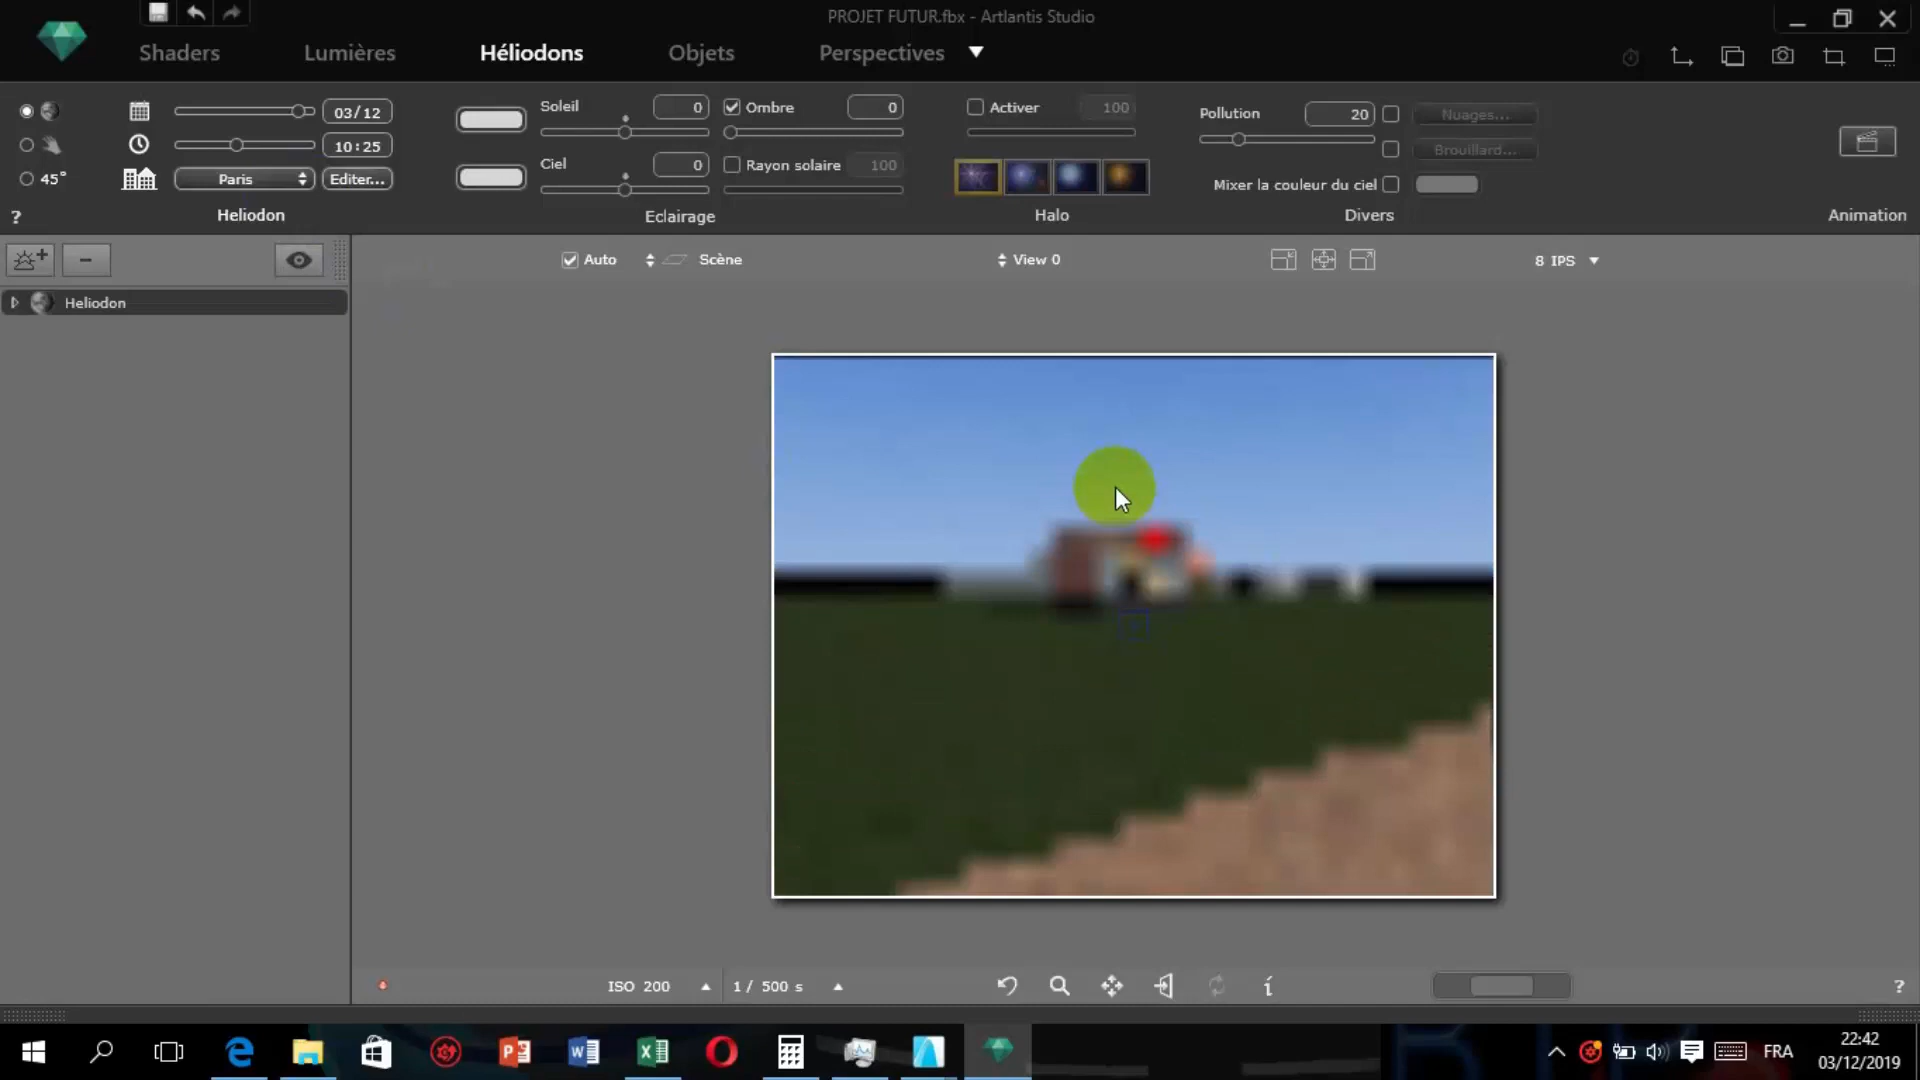 PROJET FUTUR.fbx - Artlantis Studio
Shaders Lumières Héliodons Objets Perspectives
03/12
10:25
45°
Paris Editer...
? Heliodon
Soleil 0
Ombre 0
Ciel 0
Rayon solaire 100
Eclairage
Activer 100
Halo
Pollution 20
Nuages...
Brouillard...
Mixer la couleur du ciel
Divers
Animation
Auto Scène View 0 8 IPS
Heliodon
ISO 200 1 / 500 s i ?
FRA
22:42
03/12/2019